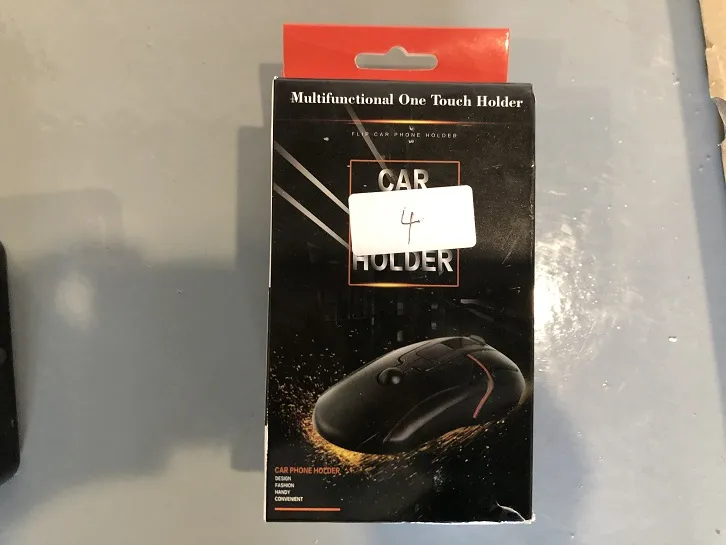 Multifunctional One Touch Holder
FLIP CAR PHONE HOLDER
CAR
4
HOLDER
CAR PHONE HOLDER
DESIGN
FASHION
HANDY
CONVENIENT